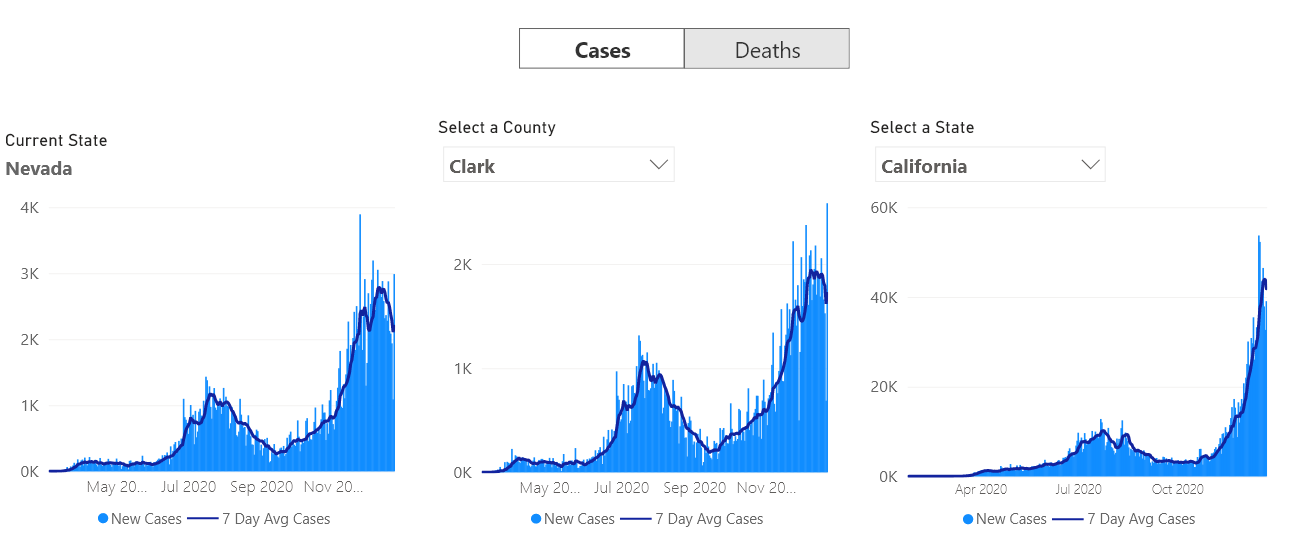 Cases Deaths
Current State
Nevada
4K
3K
2K
1K
0K
May 20... Jul 2020 Sep 2020 Nov 20...
New Cases 7 Day Avg Cases
Select a County
Clark
2K
1K
0K
May 20... Jul 2020 Sep 2020 Nov 20...
New Cases 7 Day Avg Cases
Select a State
California
60K
40K
20K
0K
Apr 2020 Jul 2020 Oct 2020
New Cases 7 Day Avg Cases